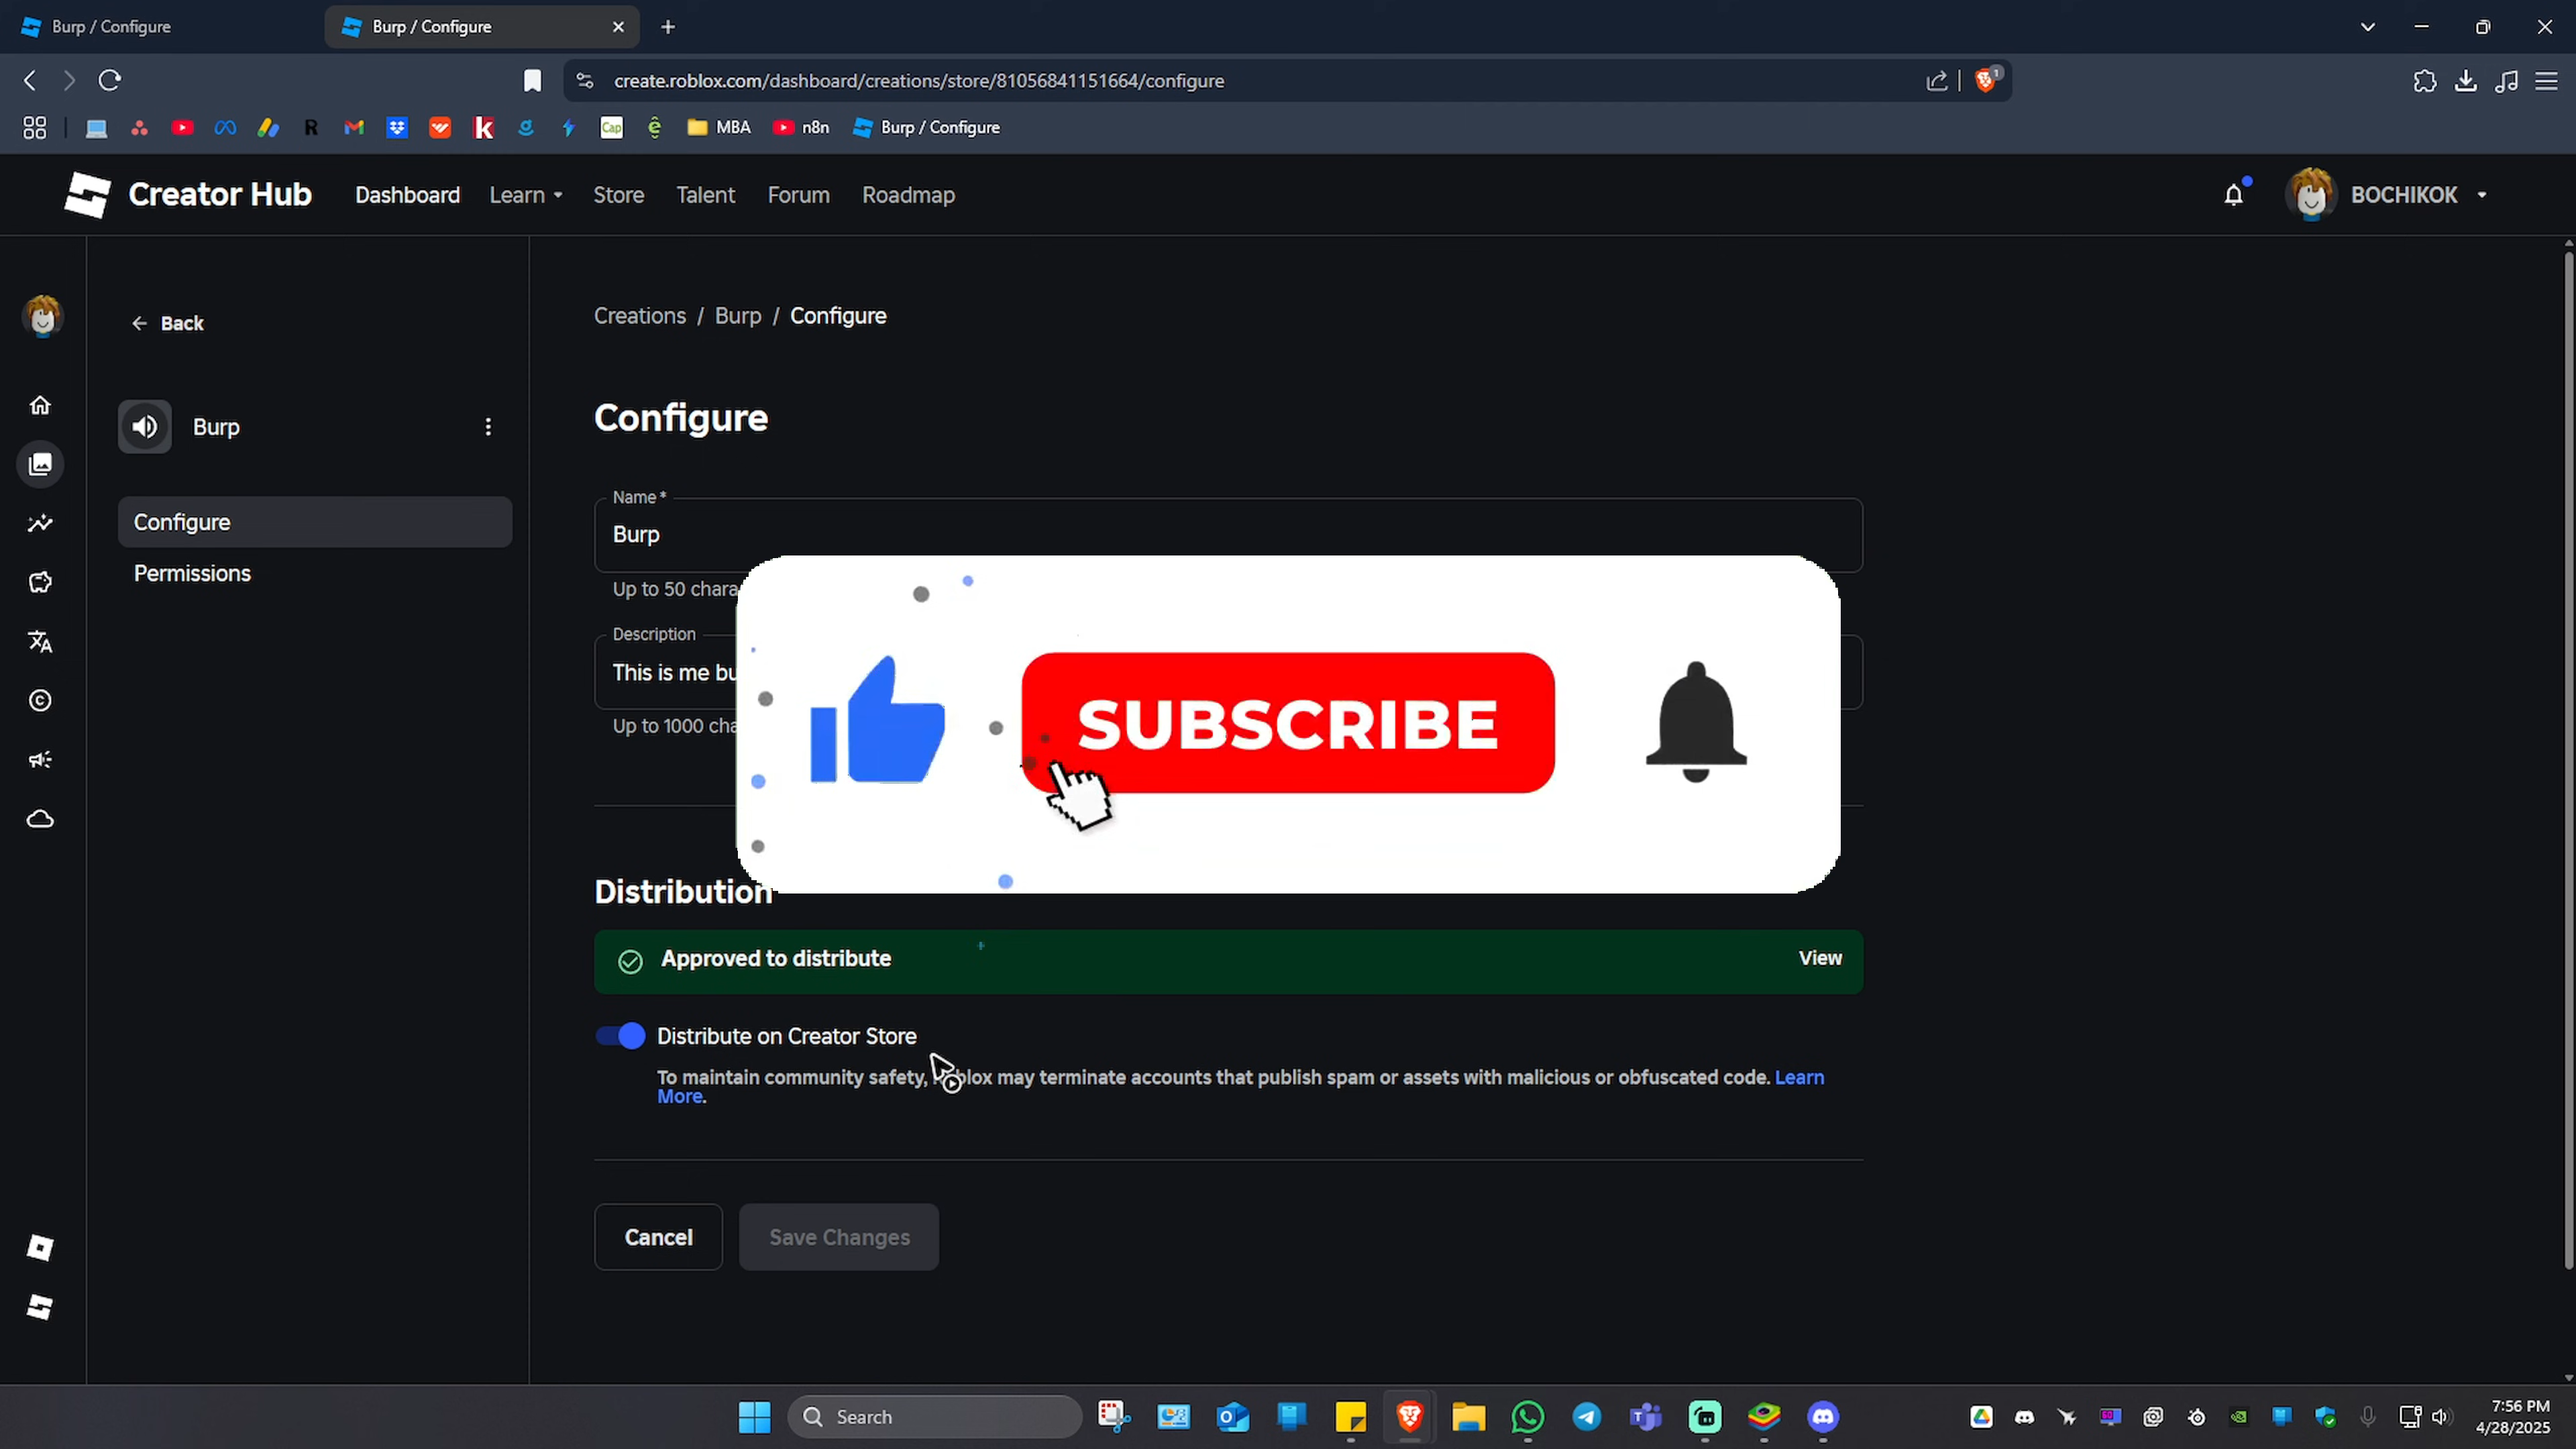 Burp / Configure
Burp / Configure
create.roblox.com/dashboard/creations/store/81056841151664/configure
1
Cap
MBA
n8n
Burp / Configure
Creator Hub
Dashboard
Learn
Store
Talent
Forum
Roadmap
BOCHIKOK
Back
Creations / Burp / Configure
Burp
Configure
Configure
Permissions
Name*
Burp
Up to 50
Description
This is me
Up to 1000
SUBSCRIBE
Distribution
Approved to distribute
View
Distribute on Creator Store
To maintain community safety, may terminate accounts that publish spam or assets with malicious or obfuscated code. Learn
More.
Cancel
Save Changes
Search
7:56 PM
4/28/2025